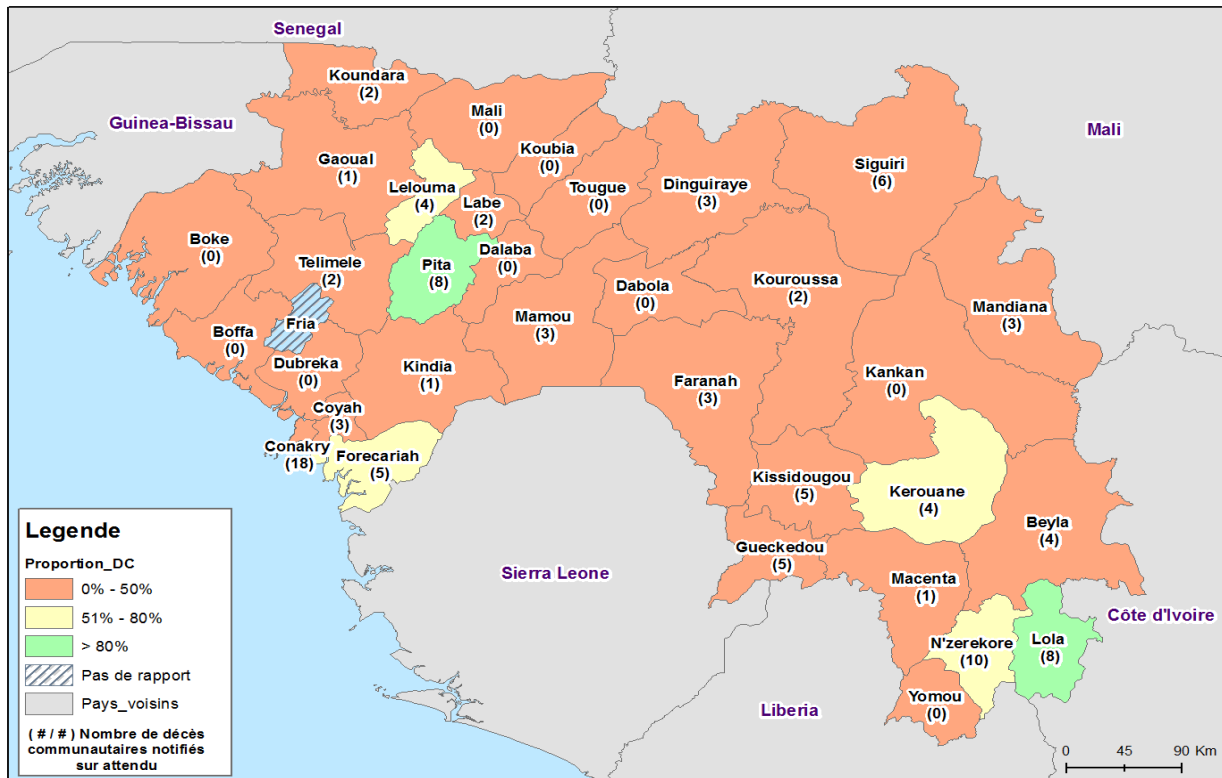 Senegal
Koundara
(2)
Guinea-Bissau
Mali
(0)
Mali
Koubia
(0)
Gaoual
(1)
Siguiri
(6)
Lelouma
(4)
Labe
(2)
Tougue
(0)
Dinguiraye
(3)
Boke
(0)
Telimele
(2)
Pita
(8)
Dalaba
(0)
Dabola
(0)
Kouroussa
(2)
Mandiana
(3)
Fria
Boffa
(0)
Mamou
(3)
Dubreka
(0)
Kindia
(1)
Faranah
(3)
Kankan
(0)
Coyah
(3)
Conakry
(18)
Forecariah
(5)
Kissidougou
(5)
Kerouane
(4)
Beyla
(4)
Gueckedou
(5)
Sierra Leone
Macenta
(1)
Côte d'Ivoire
N'zerekore
(10)
Lola
(8)
Yomou
(0)
Liberia
Legende
Proportion_DC
0% - 50%
51% - 80%
> 80%
Pas de rapport
Pays_voisins
( # / # ) Nombre de décès
communautaires notifiés
sur attendu
0 45 90 Km